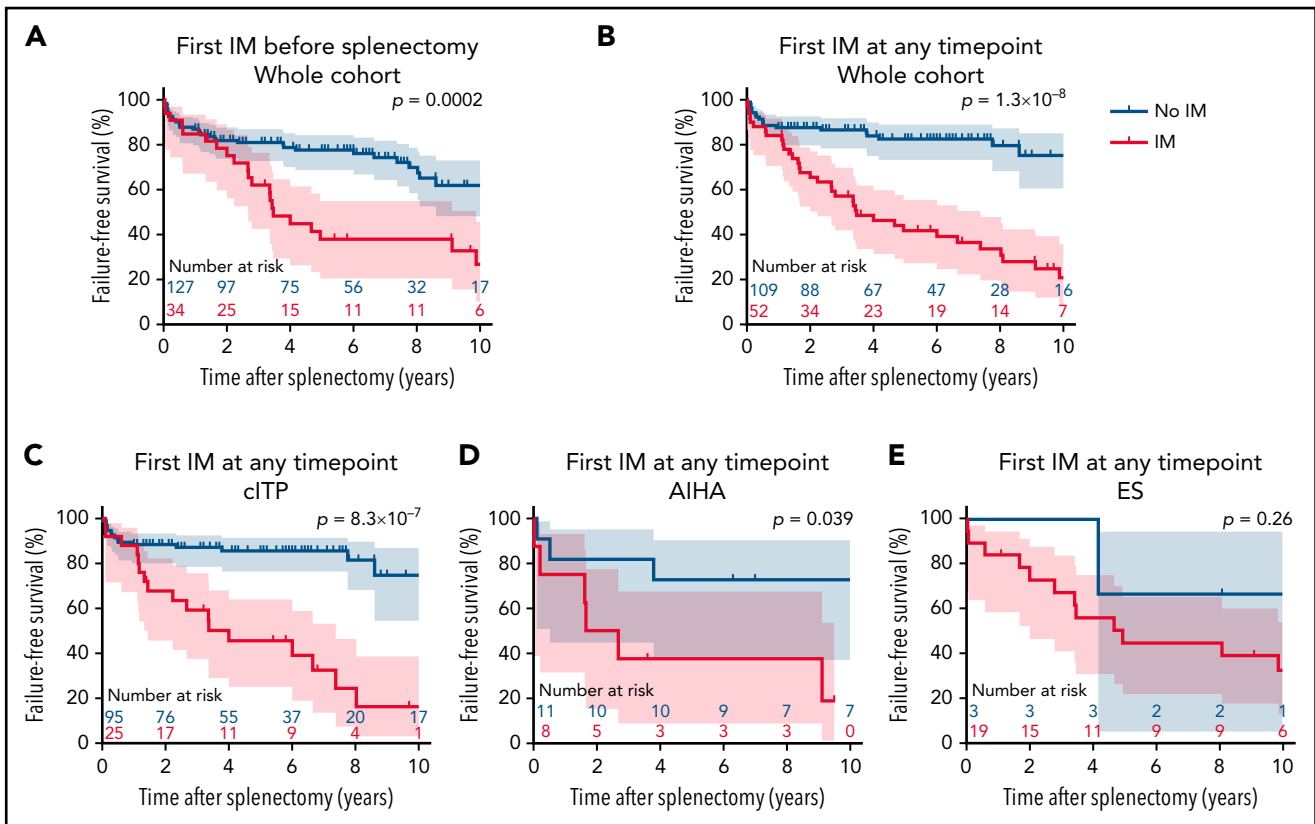 A
First IM before splenectomy
Whole cohort
p = 0.0002
Failure-free survival (%)
100
80
60
40
20
0
Number at risk
127 97 75 56 32 17
34 25 15 11 11 6
0 2 4 6 8 10
Time after splenectomy (years)
B
First IM at any timepoint
Whole cohort
p = 1.3×10⁻⁸
Failure-free survival (%)
100
80
60
40
20
0
Number at risk
109 88 67 47 28 16
52 34 23 19 14 7
0 2 4 6 8 10
Time after splenectomy (years)
No IM
IM
C
First IM at any timepoint
cITP
p = 8.3×10⁻⁷
Failure-free survival (%)
100
80
60
40
20
0
Number at risk
95 76 55 37 20 17
25 17 11 9 4 1
0 2 4 6 8 10
Time after splenectomy (years)
D
First IM at any timepoint
AIHA
p = 0.039
Failure-free survival (%)
100
80
60
40
20
0
Number at risk
11 10 10 9 7 7
8 5 3 3 3 0
0 2 4 6 8 10
Time after splenectomy (years)
E
First IM at any timepoint
ES
p = 0.26
Failure-free survival (%)
100
80
60
40
20
0
Number at risk
3 3 3 2 2 1
19 15 11 9 9 6
0 2 4 6 8 10
Time after splenectomy (years)